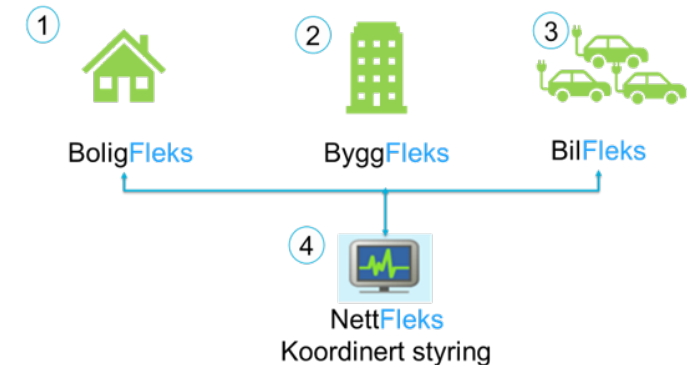 1
2
3
BoligFleks
ByggFleks
BilFleks
4
NettFleks
Koordinert styring